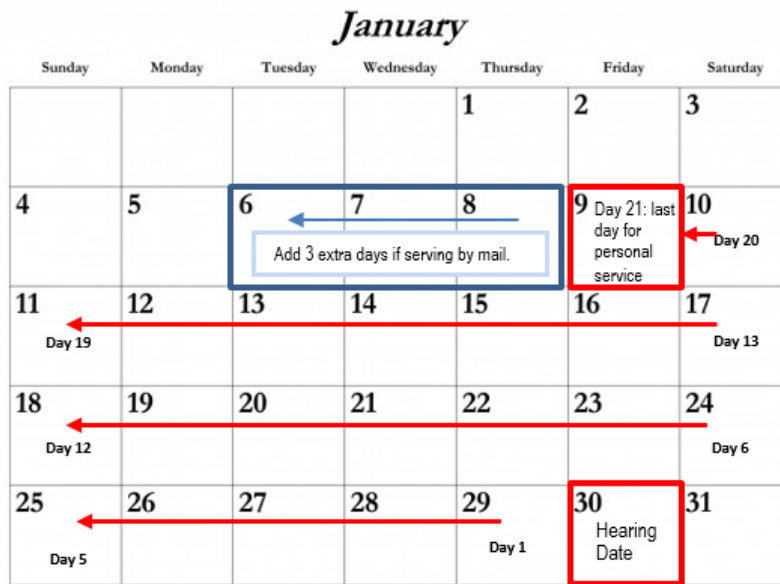 January
Sunday Monday Tuesday Wednesday Thursday Friday Saturday
1 2 3
4 5 6 7 8 9 Day 21: last 10
day for
personal
service
Day 20
Add 3 extra days if serving by mail.
11 12 13 14 15 16 17
Day 19 Day 13
18 19 20 21 22 23 24
Day 12 Day 6
25 26 27 28 29 30 31
Hearing
Date
Day 5 Day 1